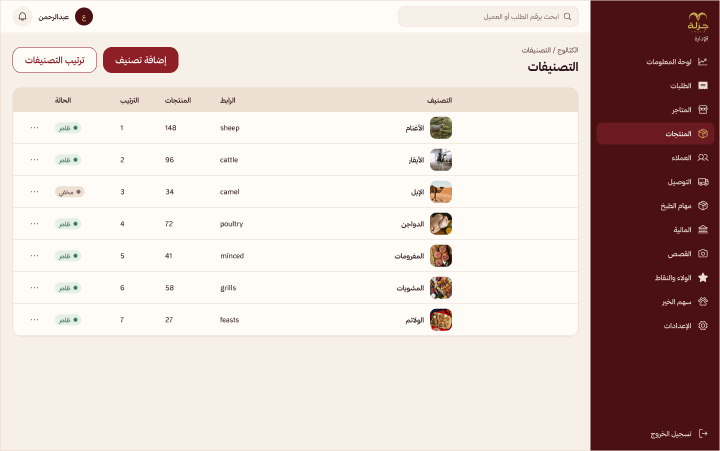 جزلة
الإدارة
لوحة المعلومات
الطلبات
المتاجر
المنتجات
العملاء
التوصيل
مهام الطبخ
المالية
القصص
الولاء والنقاط
سهم الخير
الإعدادات
تسجيل الخروج
ابحث برقم الطلب أو العميل
ع عبدالرحمن
الكتالوج / التصنيفات
التصنيفات
إضافة تصنيف
ترتيب التصنيفات
التصنيف الرابط المنتجات الترتيب الحالة
الأغنام sheep 148 1 ظاهر ...
الأبقار cattle 96 2 ظاهر ...
الإبل camel 34 3 مخفي ...
الدواجن poultry 72 4 ظاهر ...
المفرومات minced 41 5 ظاهر ...
المشويات grills 58 6 ظاهر ...
الولائم feasts 27 7 ظاهر ...